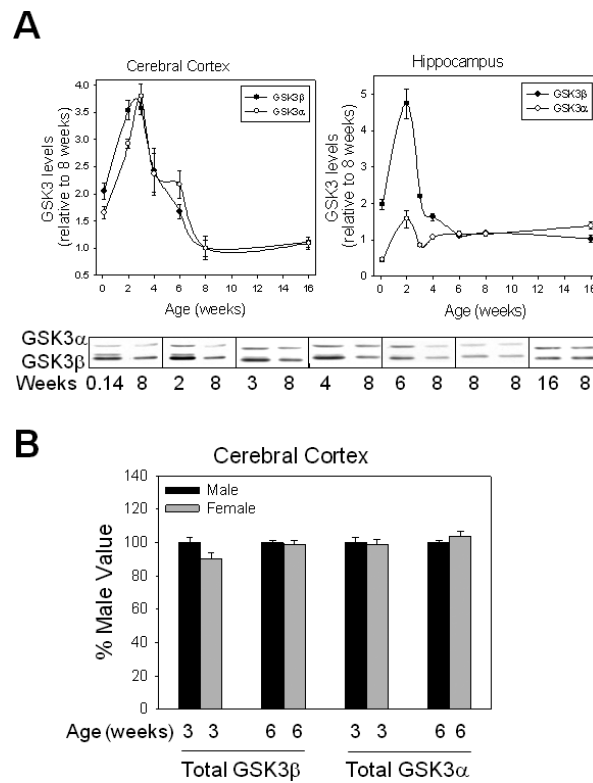 A
Cerebral Cortex
Hippocampus
GSK3 levels
(relative to 8 weeks)
4.0
3.5
3.0
2.5
2.0
1.5
1.0
0.5
GSK3β
GSK3α
0 2 4 6 8 10 12 14 16
Age (weeks)
GSK3 levels
(relative to 8 weeks)
5
4
3
2
1
0
GSK3β
GSK3α
0 2 4 6 8 10 12 14 16
Age (weeks)
GSK3α
GSK3β
Weeks 0.14 8 2 8 3 8 4 8 6 8 8 8 16 8
B
Cerebral Cortex
% Male Value
140
120
100
80
60
40
20
0
Male
Female
Age (weeks) 3 3 6 6 3 3 6 6
Total GSK3β Total GSK3α